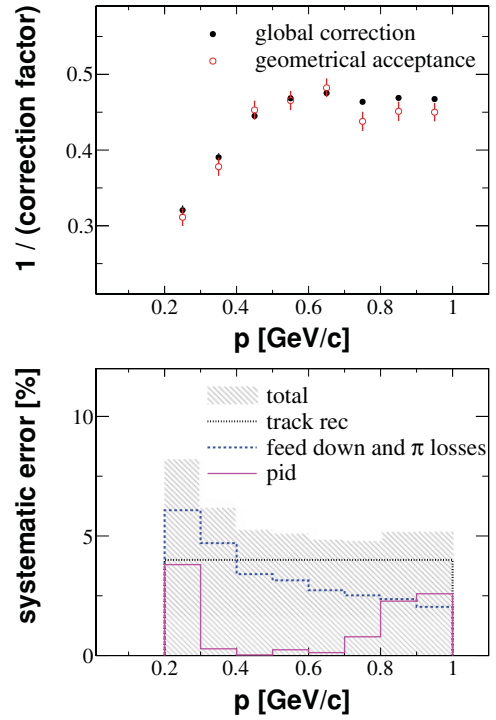 global correction
geometrical acceptance
1 / (correction factor)
0.5
0.4
0.3
0.2 0.4 0.6 0.8 1
p [GeV/c]
systematic error [%]
10
5
0
total
track rec
feed down and π losses
pid
0.2 0.4 0.6 0.8 1
p [GeV/c]